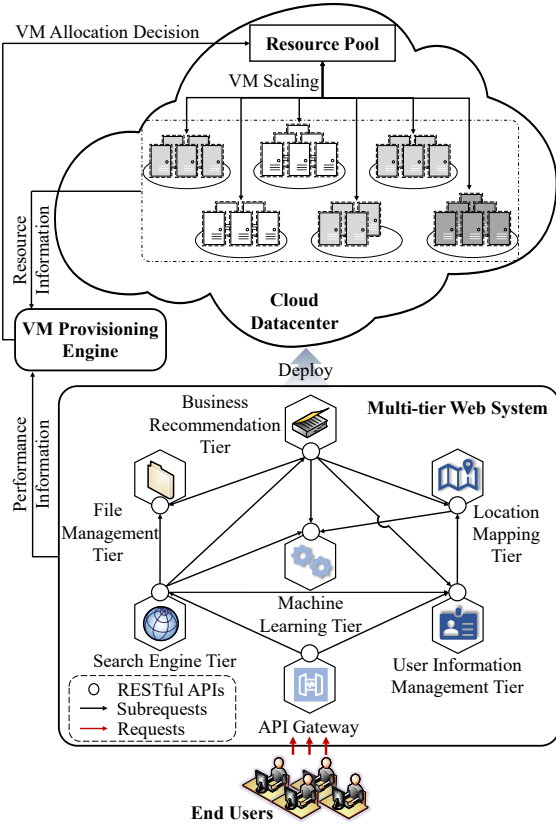 VM Allocation Decision
Resource Pool
VM Scaling
Resource
Information
Cloud
Datacenter
VM Provisioning
Engine
Deploy
Performance
Information
Business
Recommendation
Tier
Multi-tier Web System
File
Management
Tier
Location
Mapping
Tier
Machine
Learning Tier
Search Engine Tier
User Information
Management Tier
RESTful APIs
Subrequests
Requests
API Gateway
End Users